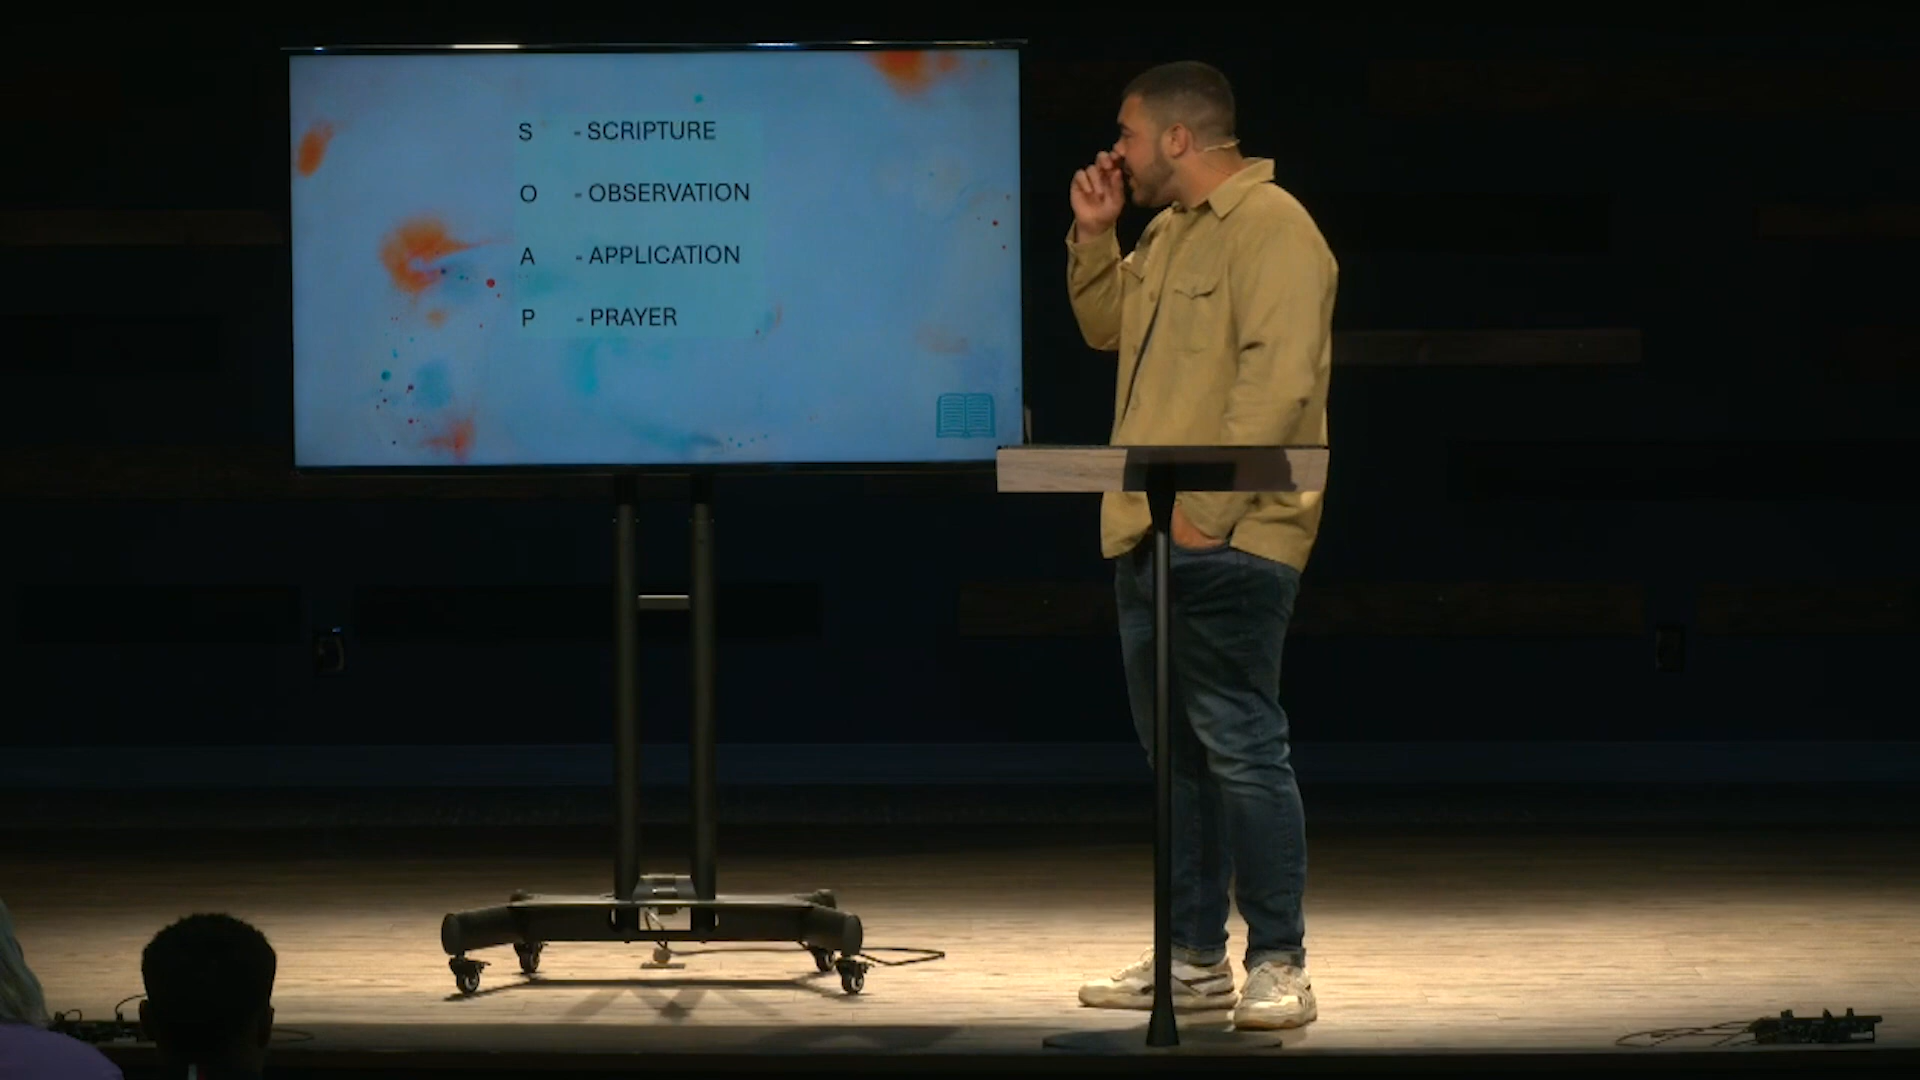 S - SCRIPTURE
O - OBSERVATION
A - APPLICATION
P - PRAYER